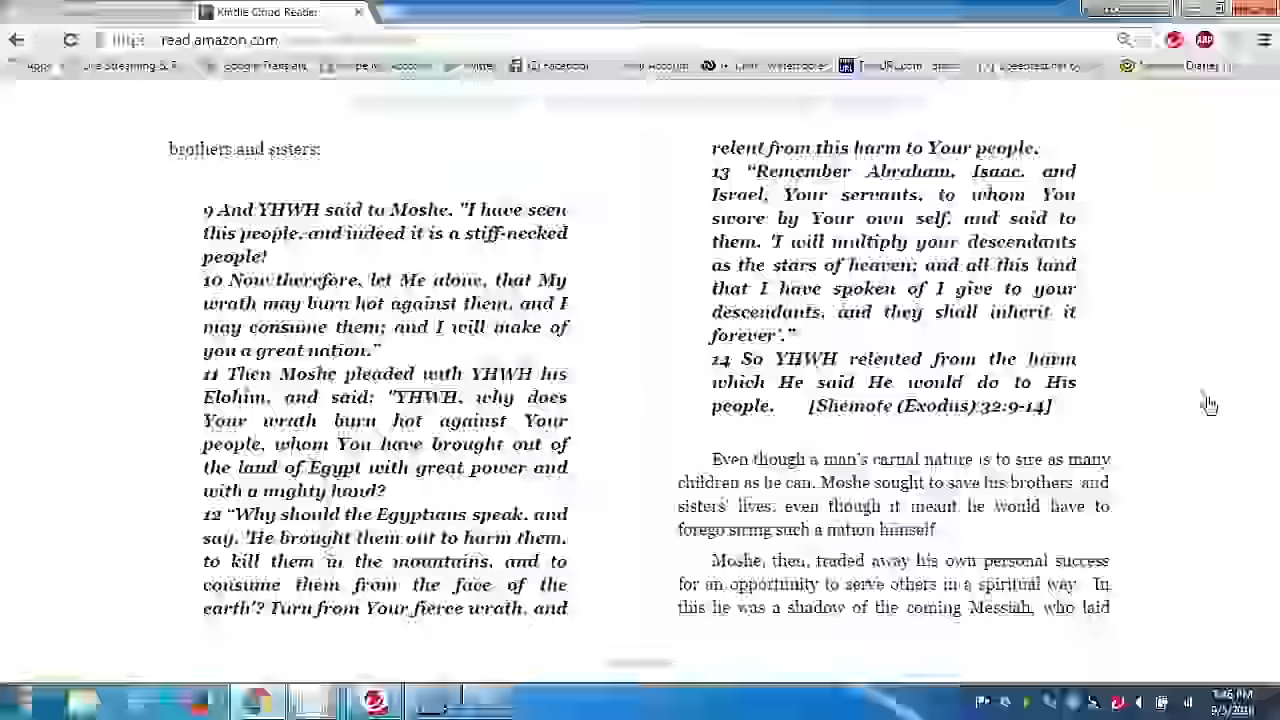 Kindle Cloud Reader
read.amazon.com
brothers and sisters:
9 And YHWH said to Moshe, "I have seen
this people, and indeed it is a stiff-necked
people!
10 Now therefore, let Me alone, that My
wrath may burn hot against them, and I
may consume them; and I will make of
you a great nation."
11 Then Moshe pleaded with YHWH his
Elohim, and said: "YHWH, why does
Your wrath burn hot against Your
people, whom You have brought out of
the land of Egypt with great power and
with a mighty hand?
12 "Why should the Egyptians speak, and
say, 'He brought them out to harm them,
to kill them in the mountains, and to
consume them from the face of the
earth'? Turn from Your fierce wrath, and
relent from this harm to Your people.
13 "Remember Abraham, Isaac, and
Israel, Your servants, to whom You
swore by Your own self, and said to
them, 'I will multiply your descendants
as the stars of heaven; and all this land
that I have spoken of I give to your
descendants, and they shall inherit it
forever'."
14 So YHWH relented from the harm
which He said He would do to His
people. [Shemote (Exodus) 32:9-14]
Even though a man's carnal nature is to sire as many
children as he can, Moshe sought to save his brothers' and
sisters' lives, even though it meant he would have to
forego siring such a nation himself.
Moshe, then, traded away his own personal success
for an opportunity to serve others in a spiritual way. In
this he was a shadow of the coming Messiah, who laid